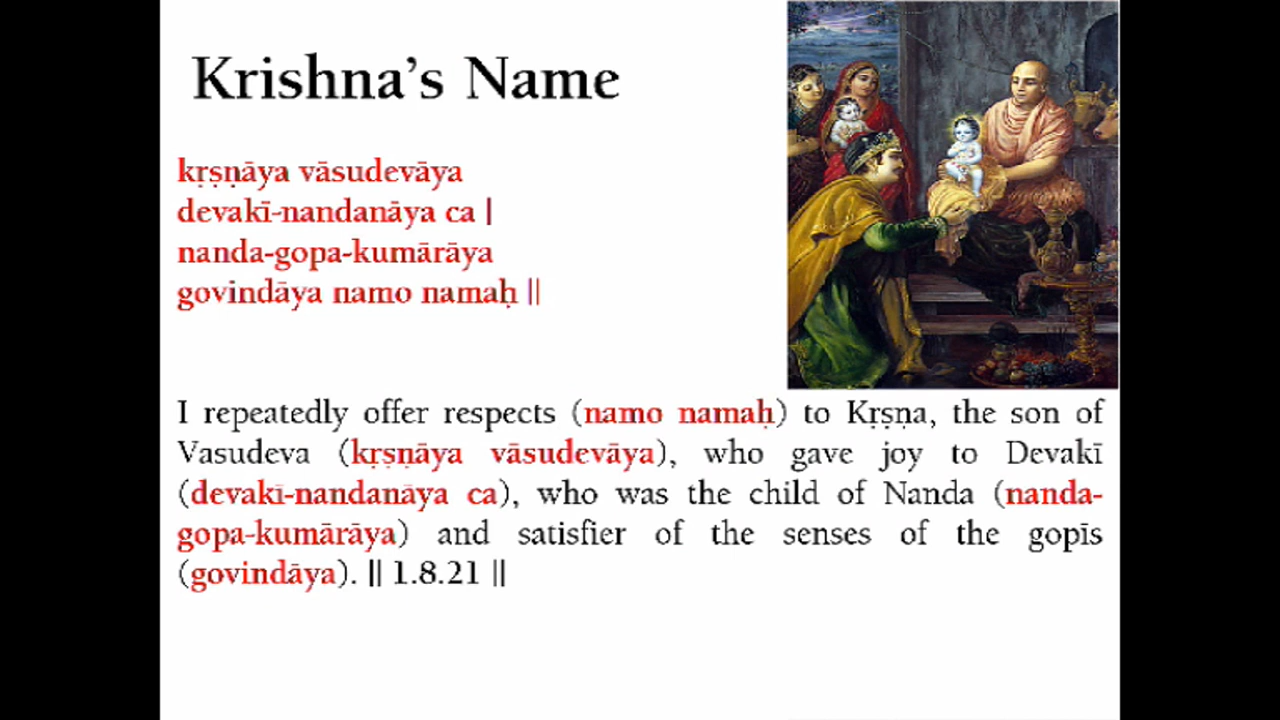 Krishna's Name
kṛṣṇāya vāsudevāya
devakī-nandanāya ca |
nanda-gopa-kumārāya
govindāya namo namaḥ ||
I repeatedly offer respects (namo namaḥ) to Kṛṣṇa, the son of
Vasudeva (kṛṣṇāya vāsudevāya), who gave joy to Devakī
(devakī-nandanāya ca), who was the child of Nanda (nanda-
gopa-kumārāya) and satisfier of the senses of the gopīs
(govindāya). || 1.8.21 ||